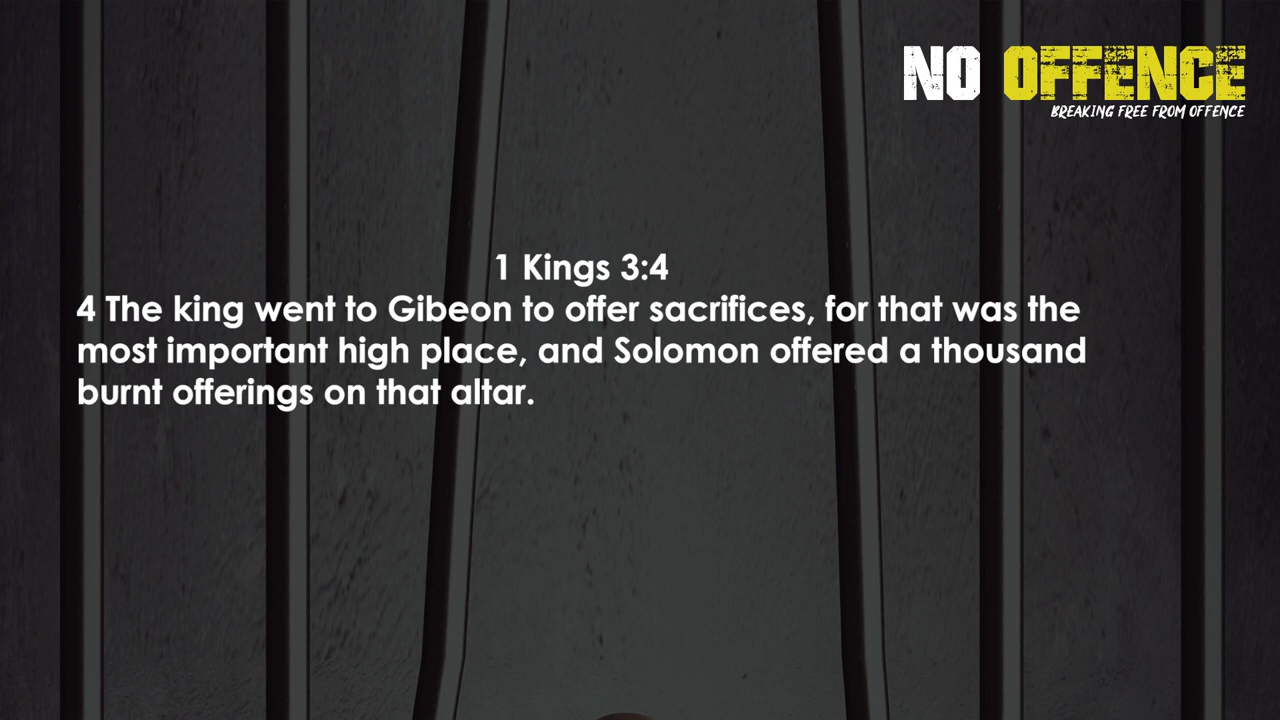 NO OFFENCE
BREAKING FREE FROM OFFENCE
1 Kings 3:4
4 The king went to Gibeon to offer sacrifices, for that was the
most important high place, and Solomon offered a thousand
burnt offerings on that altar.